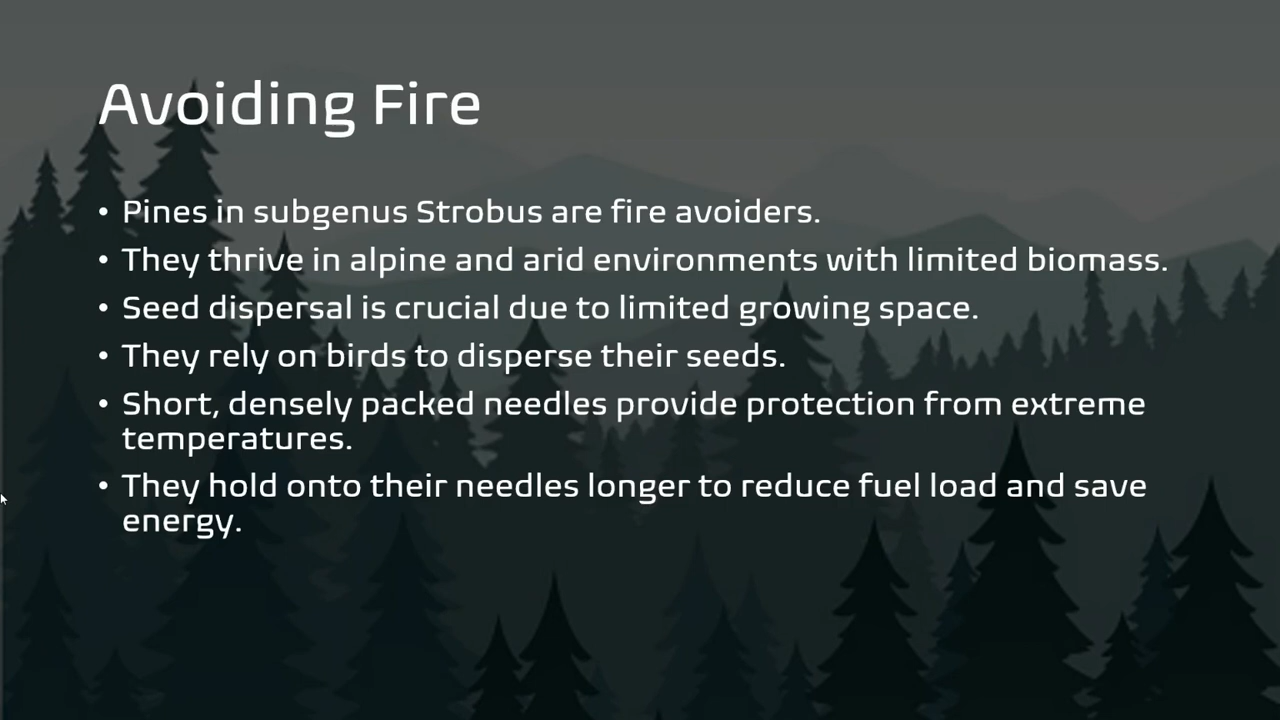 Avoiding Fire
• Pines in subgenus Strobus are fire avoiders.
• They thrive in alpine and arid environments with limited biomass.
• Seed dispersal is crucial due to limited growing space.
• They rely on birds to disperse their seeds.
• Short, densely packed needles provide protection from extreme
temperatures.
• They hold onto their needles longer to reduce fuel load and save
energy.